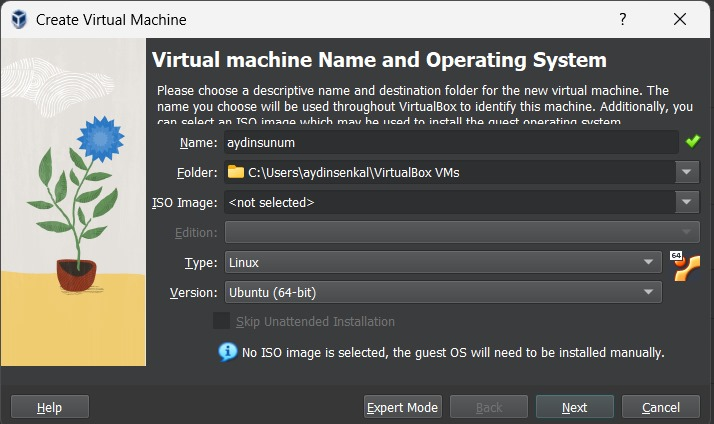 Create Virtual Machine
?
Virtual machine Name and Operating System
Please choose a descriptive name and destination folder for the new virtual machine. The
name you choose will be used throughout VirtualBox to identify this machine. Additionally, you
can select an ISO image which may be used to install the guest operating system.
Name: aydinsunum
Folder: C:\Users\aydinsenkal\VirtualBox VMs
ISO Image: <not selected>
Edition:
Type: Linux
64
Version: Ubuntu (64-bit)
Skip Unattended Installation
No ISO image is selected, the guest OS will need to be installed manually.
Help Expert Mode Back Next Cancel